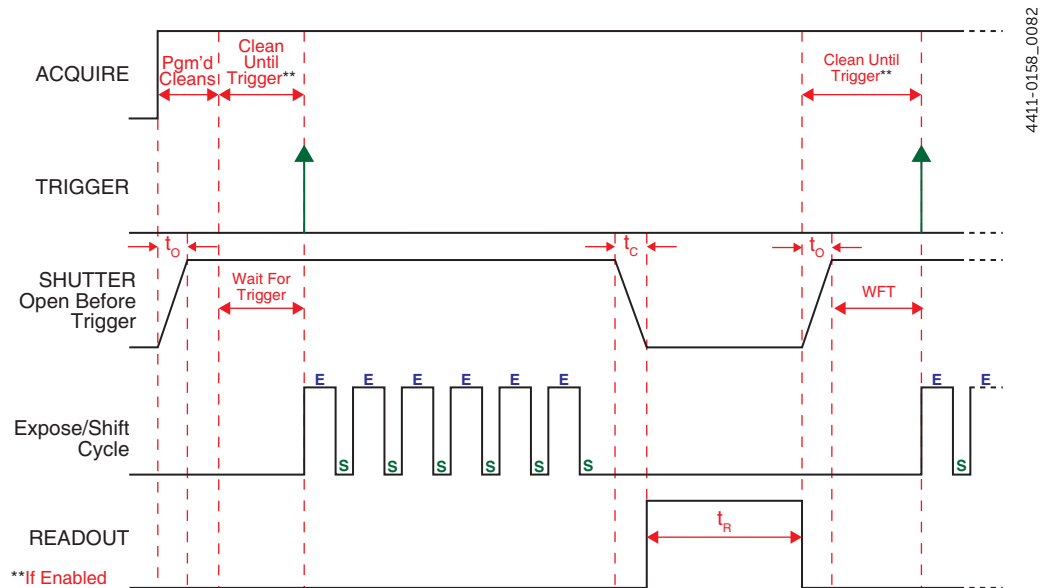 4411-0158_0082
ACQUIRE
Pgm'd
Cleans
Clean
Until
Trigger**
Clean Until
Trigger**
TRIGGER
tO
tC
tO
SHUTTER
Open Before
Trigger
Wait For
Trigger
WFT
E E E E E E E E
Expose/Shift
Cycle
S S S S S S S
READOUT
tR
**If Enabled